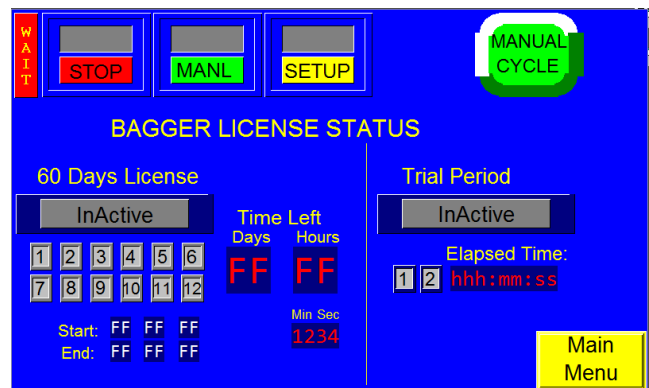 WAIT
STOP
MANL
SETUP
MANUAL
CYCLE
BAGGER LICENSE STATUS
60 Days License
InActive
Time Left
Days Hours
1 2 3 4 5 6
FF FF
7 8 9 10 11 12
Min Sec
1234
Start: FF FF FF
End: FF FF FF
Trial Period
InActive
Elapsed Time:
1 2 hhh:mm:ss
Main
Menu